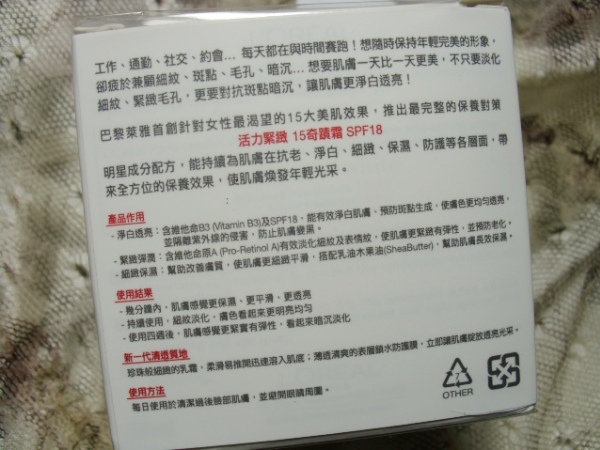 工作、通勤、社交、約會... 每天都在與時間賽跑！想隨時保持年輕完美的形象，
卻疲於兼顧細紋、斑點、毛孔、暗沉... 想要肌膚一天比一天更美，不只要淡化
細紋、緊緻毛孔，更要對抗斑點暗沉，讓肌膚更淨白透亮！
巴黎萊雅首創針對女性最渴望的15大美肌效果，推出最完整的保養對策
活力緊緻 15奇蹟霜 SPF18
明星成分配方，能持續為肌膚在抗老、淨白、細緻、保濕、防護等各層面，帶
來全方位的保養效果，使肌膚煥發年輕光采。
產品作用
- 淨白透亮：含維他命B3 (Vitamin B3)及SPF18，能有效淨白肌膚、預防斑點生成，使膚色更均勻透亮，
並隔離紫外線的侵害，防止肌膚變黑。
- 緊緻彈潤：含維他命原A (Pro-Retinol A)有效淡化細紋及表情紋，使肌膚更緊緻有彈性，並預防老化。
- 細緻保濕：幫助改善膚質，使肌膚更細緻平滑，搭配乳油木果油(SheaButter)，幫助肌膚長效保濕。
使用結果
- 幾分鐘內，肌膚感覺更保濕、更平滑、更透亮
- 持續使用，細紋淡化，膚色看起來更明亮均勻
- 使用四週後，肌膚感覺更緊實有彈性、看起來暗沉淡化
新一代清透質地
珍珠般細緻的乳霜，柔滑易推開迅速溶入肌底；薄透清爽的表層鎖水防護膜，立即讓肌膚綻放透亮光采。
使用方法
每日使用於清潔過後臉部肌膚，並避開眼睛周圍。
7
OTHER